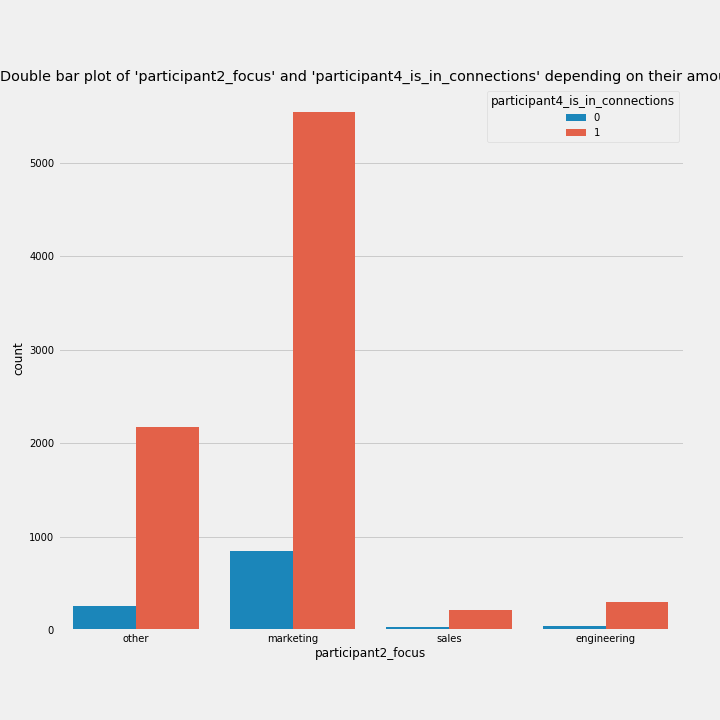 Double bar plot of 'participant2_focus' and 'participant4_is_in_connections' depending on their
participant4_is_in_connections
0
1
5000
4000
3000
2000
1000
0
count
other marketing sales engineering
participant2_focus